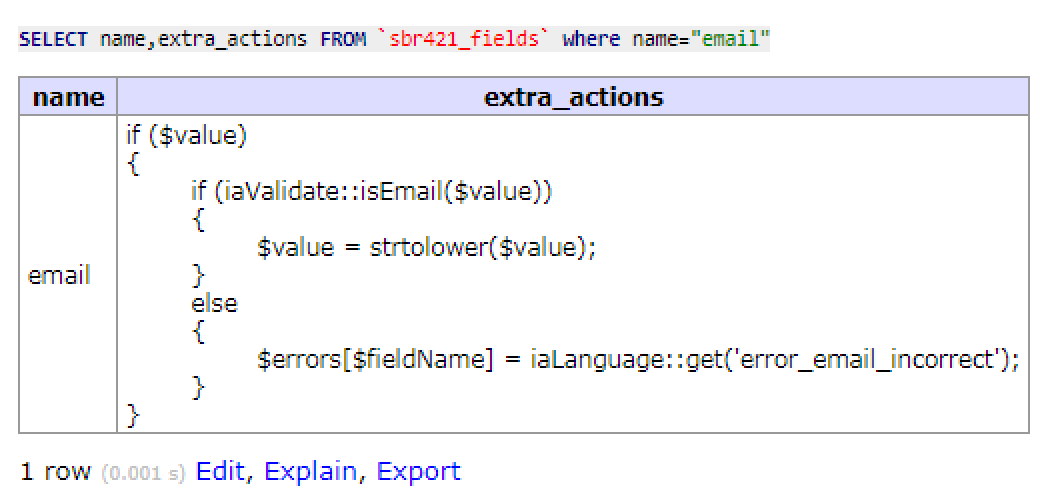 SELECT name,extra_actions FROM `sbr421_fields` where name="email"
name extra_actions
email
if ($value)
{
if (iaValidate::isEmail($value))
{
$value = strtolower($value);
}
else
{
$errors[$fieldName] = iaLanguage::get('error_email_incorrect');
}
}
1 row (0.001 s) Edit, Explain, Export